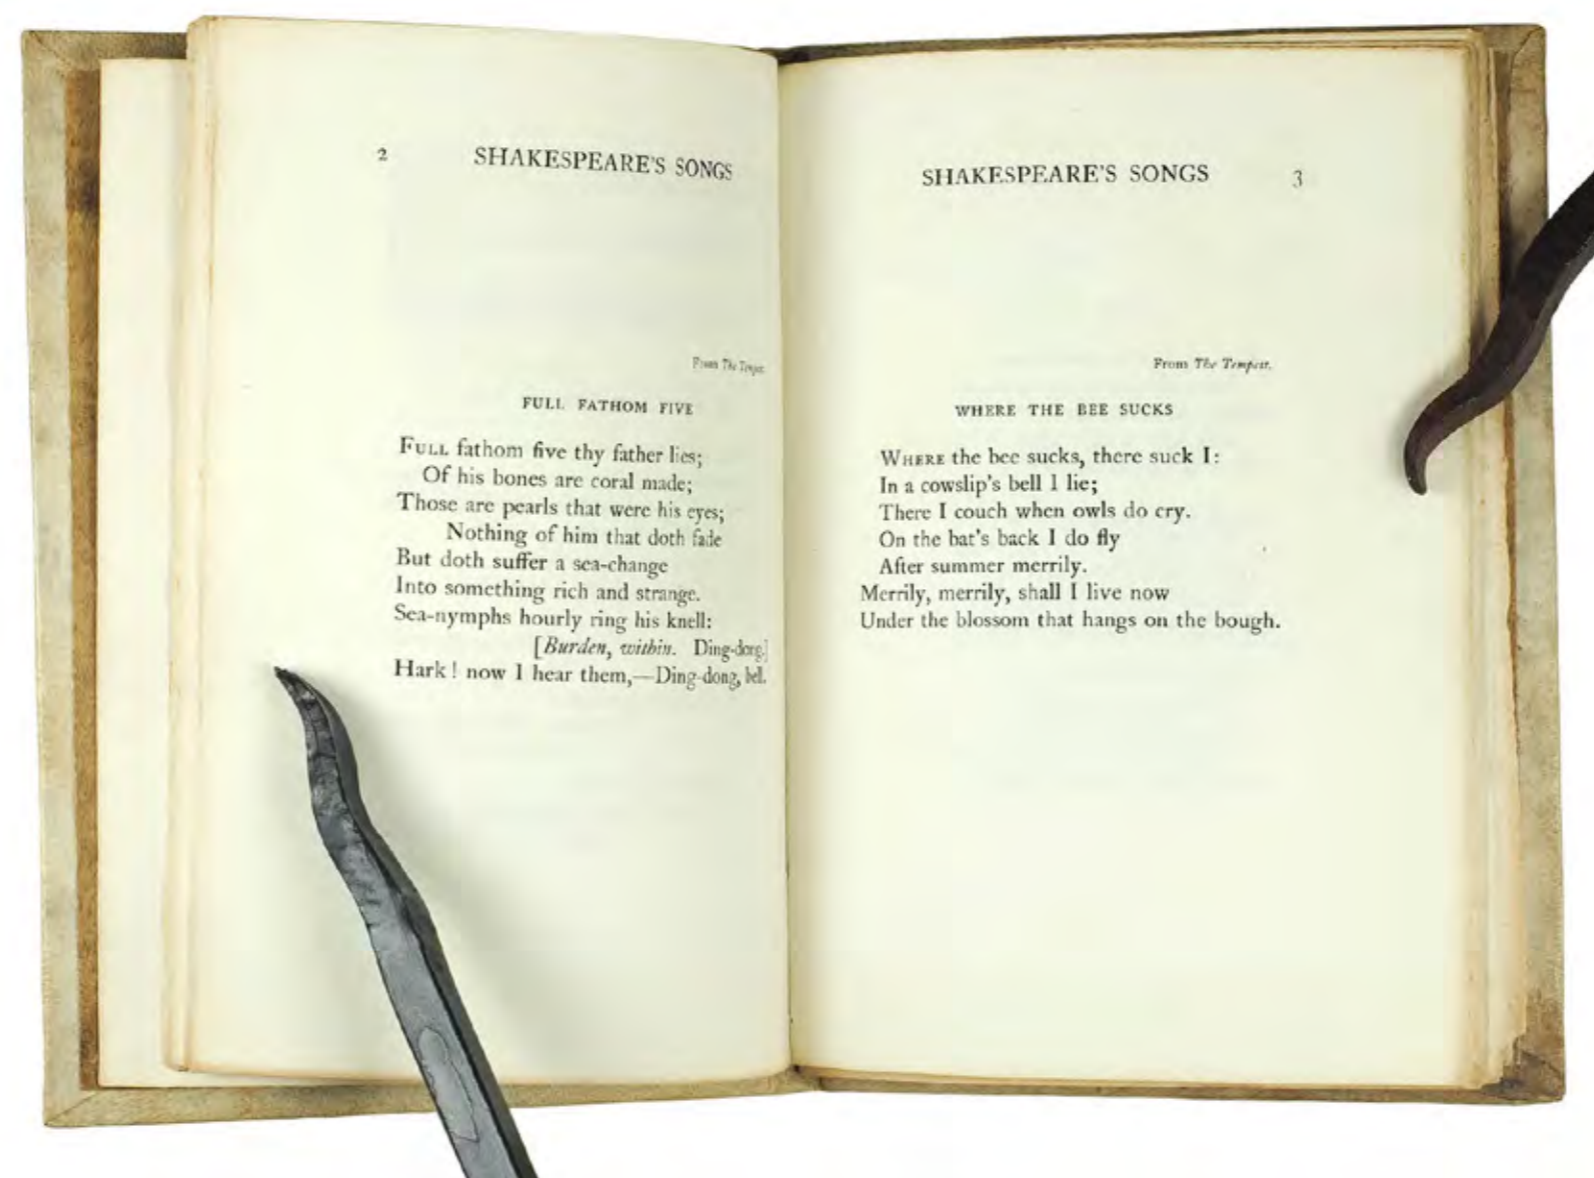 2 SHAKESPEARE'S SONGS
From The Tempest.
FULL FATHOM FIVE
FULL fathom five thy father lies;
Of his bones are coral made;
Those are pearls that were his eyes;
Nothing of him that doth fade
But doth suffer a sea-change
Into something rich and strange.
Sea-nymphs hourly ring his knell:
[Burden, within. Ding-dong.]
Hark! now I hear them,—Ding-dong, bell.
SHAKESPEARE'S SONGS 3
From The Tempest.
WHERE THE BEE SUCKS
WHERE the bee sucks, there suck I:
In a cowslip's bell I lie;
There I couch when owls do cry.
On the bat's back I do fly
After summer merrily.
Merrily, merrily, shall I live now
Under the blossom that hangs on the bough.